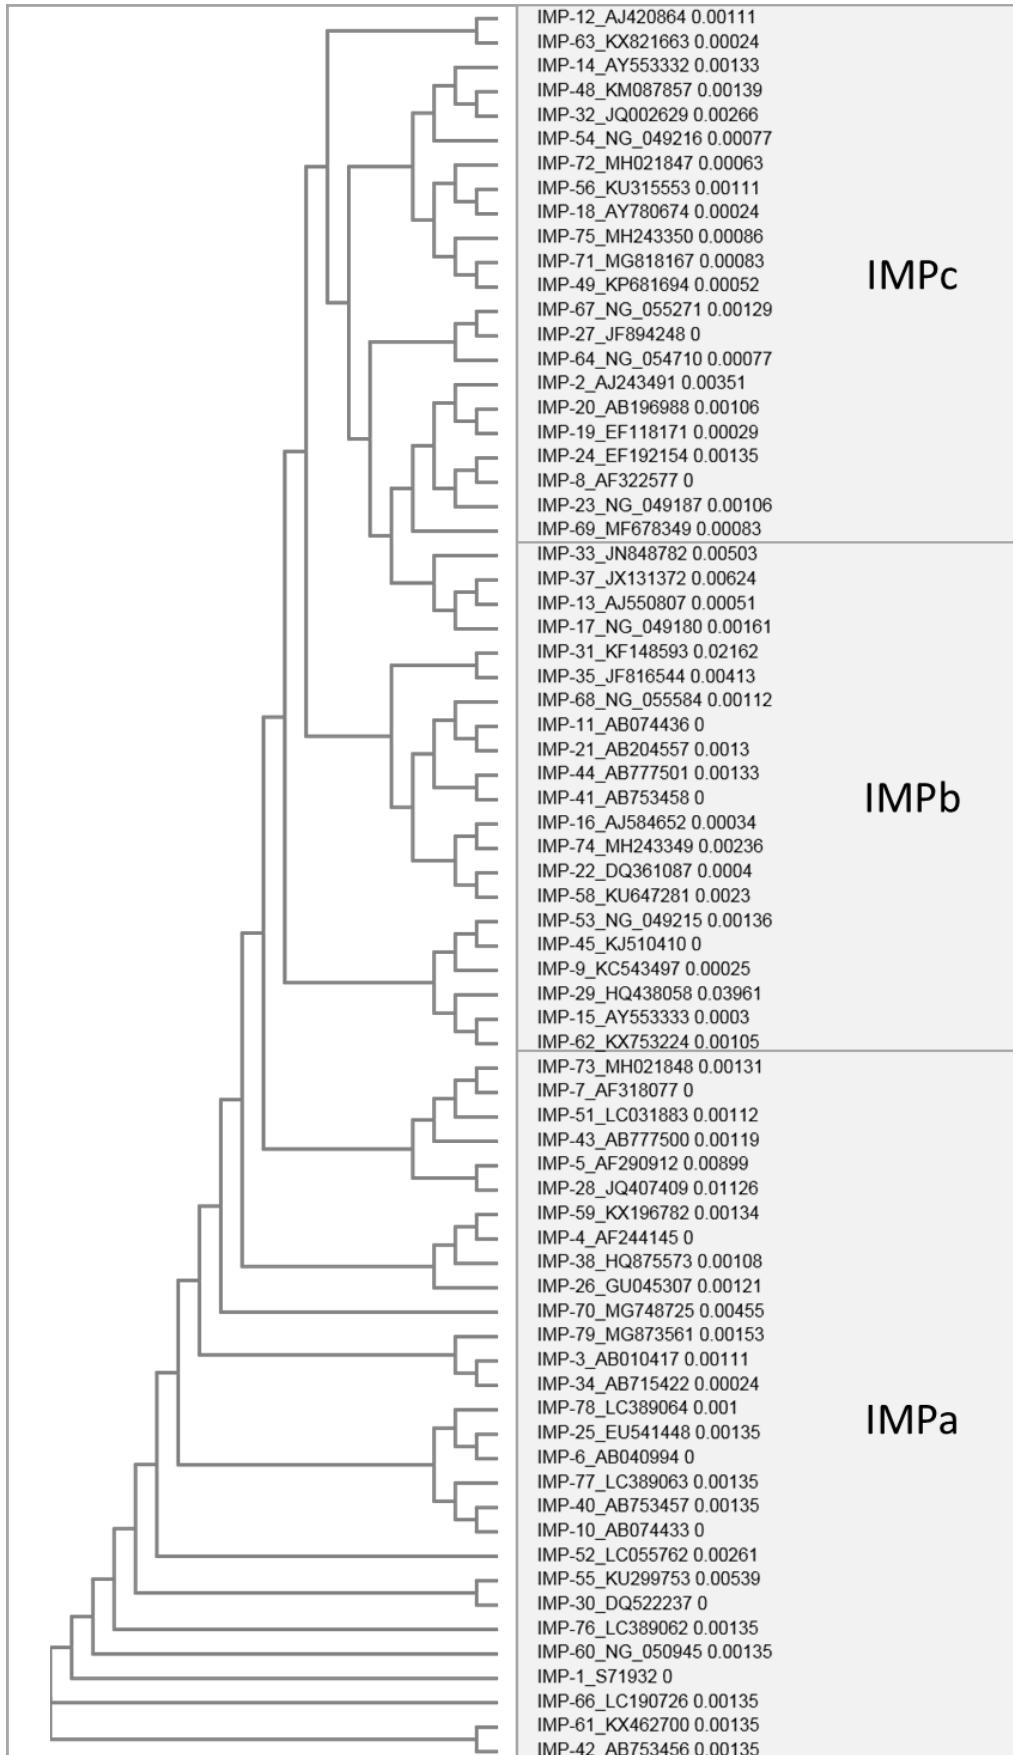 IMP-12_AJ420864 0.00111
IMP-63_KX821663 0.00024
IMP-14_AY553332 0.00133
IMP-48_KM087857 0.00139
IMP-32_JQ002629 0.00266
IMP-54_NG_049216 0.00077
IMP-72_MH021847 0.00063
IMP-56_KU315553 0.00111
IMP-18_AY780674 0.00024
IMP-75_MH243350 0.00086
IMP-71_MG818167 0.00083
IMP-49_KP681694 0.00052
IMP-67_NG_055271 0.00129
IMP-27_JF894248 0
IMP-64_NG_054710 0.00077
IMP-2_AJ243491 0.00351
IMP-20_AB196988 0.00106
IMP-19_EF118171 0.00029
IMP-24_EF192154 0.00135
IMP-8_AF322577 0
IMP-23_NG_049187 0.00106
IMP-69_MF678349 0.00083
IMPc
IMP-33_JN848782 0.00503
IMP-37_JX131372 0.00624
IMP-13_AJ550807 0.00051
IMP-17_NG_049180 0.00161
IMP-31_KF148593 0.02162
IMP-35_JF816544 0.00413
IMP-68_NG_055584 0.00112
IMP-11_AB074436 0
IMP-21_AB204557 0.0013
IMP-44_AB777501 0.00133
IMP-41_AB753458 0
IMP-16_AJ584652 0.00034
IMP-74_MH243349 0.00236
IMP-22_DQ361087 0.0004
IMP-58_KU647281 0.0023
IMP-53_NG_049215 0.00136
IMP-45_KJ510410 0
IMP-9_KC543497 0.00025
IMP-29_HQ438058 0.03961
IMP-15_AY553333 0.0003
IMP-62_KX753224 0.00105
IMPb
IMP-73_MH021848 0.00131
IMP-7_AF318077 0
IMP-51_LC031883 0.00112
IMP-43_AB777500 0.00119
IMP-5_AF290912 0.00899
IMP-28_JQ407409 0.01126
IMP-59_KX196782 0.00134
IMP-4_AF244145 0
IMP-38_HQ875573 0.00108
IMP-26_GU045307 0.00121
IMP-70_MG748725 0.00455
IMP-79_MG873561 0.00153
IMP-3_AB010417 0.00111
IMP-34_AB715422 0.00024
IMP-78_LC389064 0.001
IMP-25_EU541448 0.00135
IMP-6_AB040994 0
IMP-77_LC389063 0.00135
IMP-40_AB753457 0.00135
IMP-10_AB074433 0
IMP-52_LC055762 0.00261
IMP-55_KU299753 0.00539
IMP-30_DQ522237 0
IMP-76_LC389062 0.00135
IMP-60_NG_050945 0.00135
IMP-1_S71932 0
IMP-66_LC190726 0.00135
IMP-61_KX462700 0.00135
IMP-42_AB753456 0.00135
IMPa